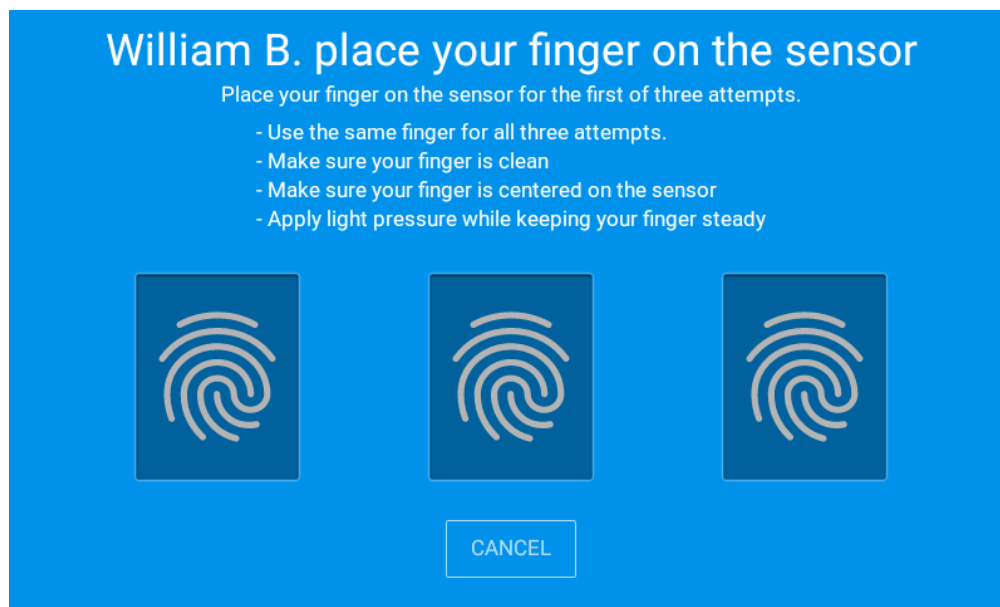 William B. place your finger on the sensor
Place your finger on the sensor for the first of three attempts.
- Use the same finger for all three attempts.
- Make sure your finger is clean
- Make sure your finger is centered on the sensor
- Apply light pressure while keeping your finger steady
CANCEL